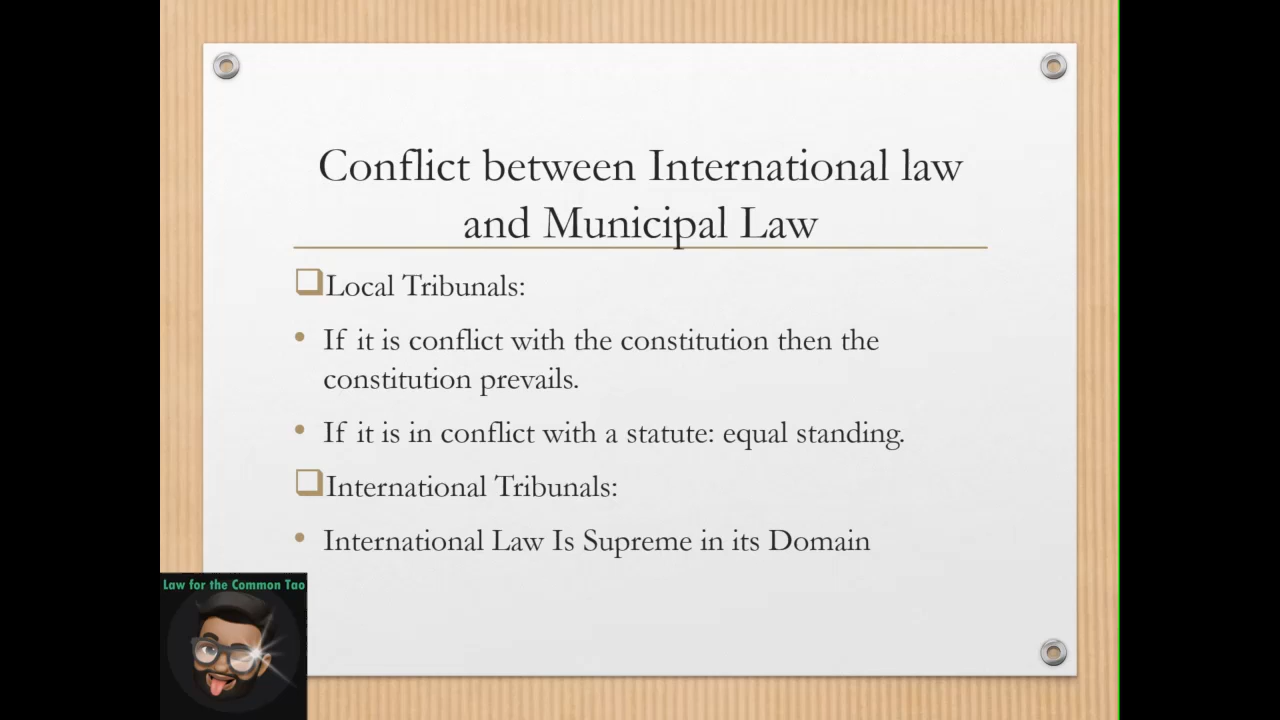 Conflict between International law
and Municipal Law
Local Tribunals:
If it is conflict with the constitution then the
constitution prevails.
If it is in conflict with a statute: equal standing.
International Tribunals:
International Law Is Supreme in its Domain
Law for the Common Tao